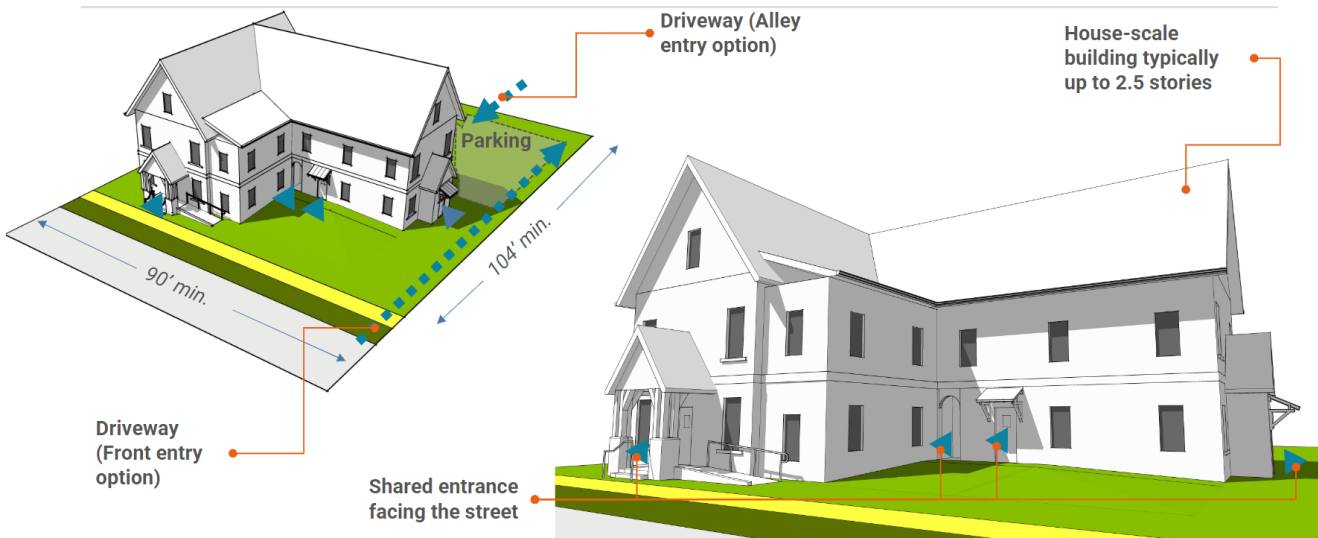 Driveway (Alley
entry option)
House-scale
building typically
up to 2.5 stories
Parking
104’ min.
90’ min.
Driveway
(Front entry
option)
Shared entrance
facing the street